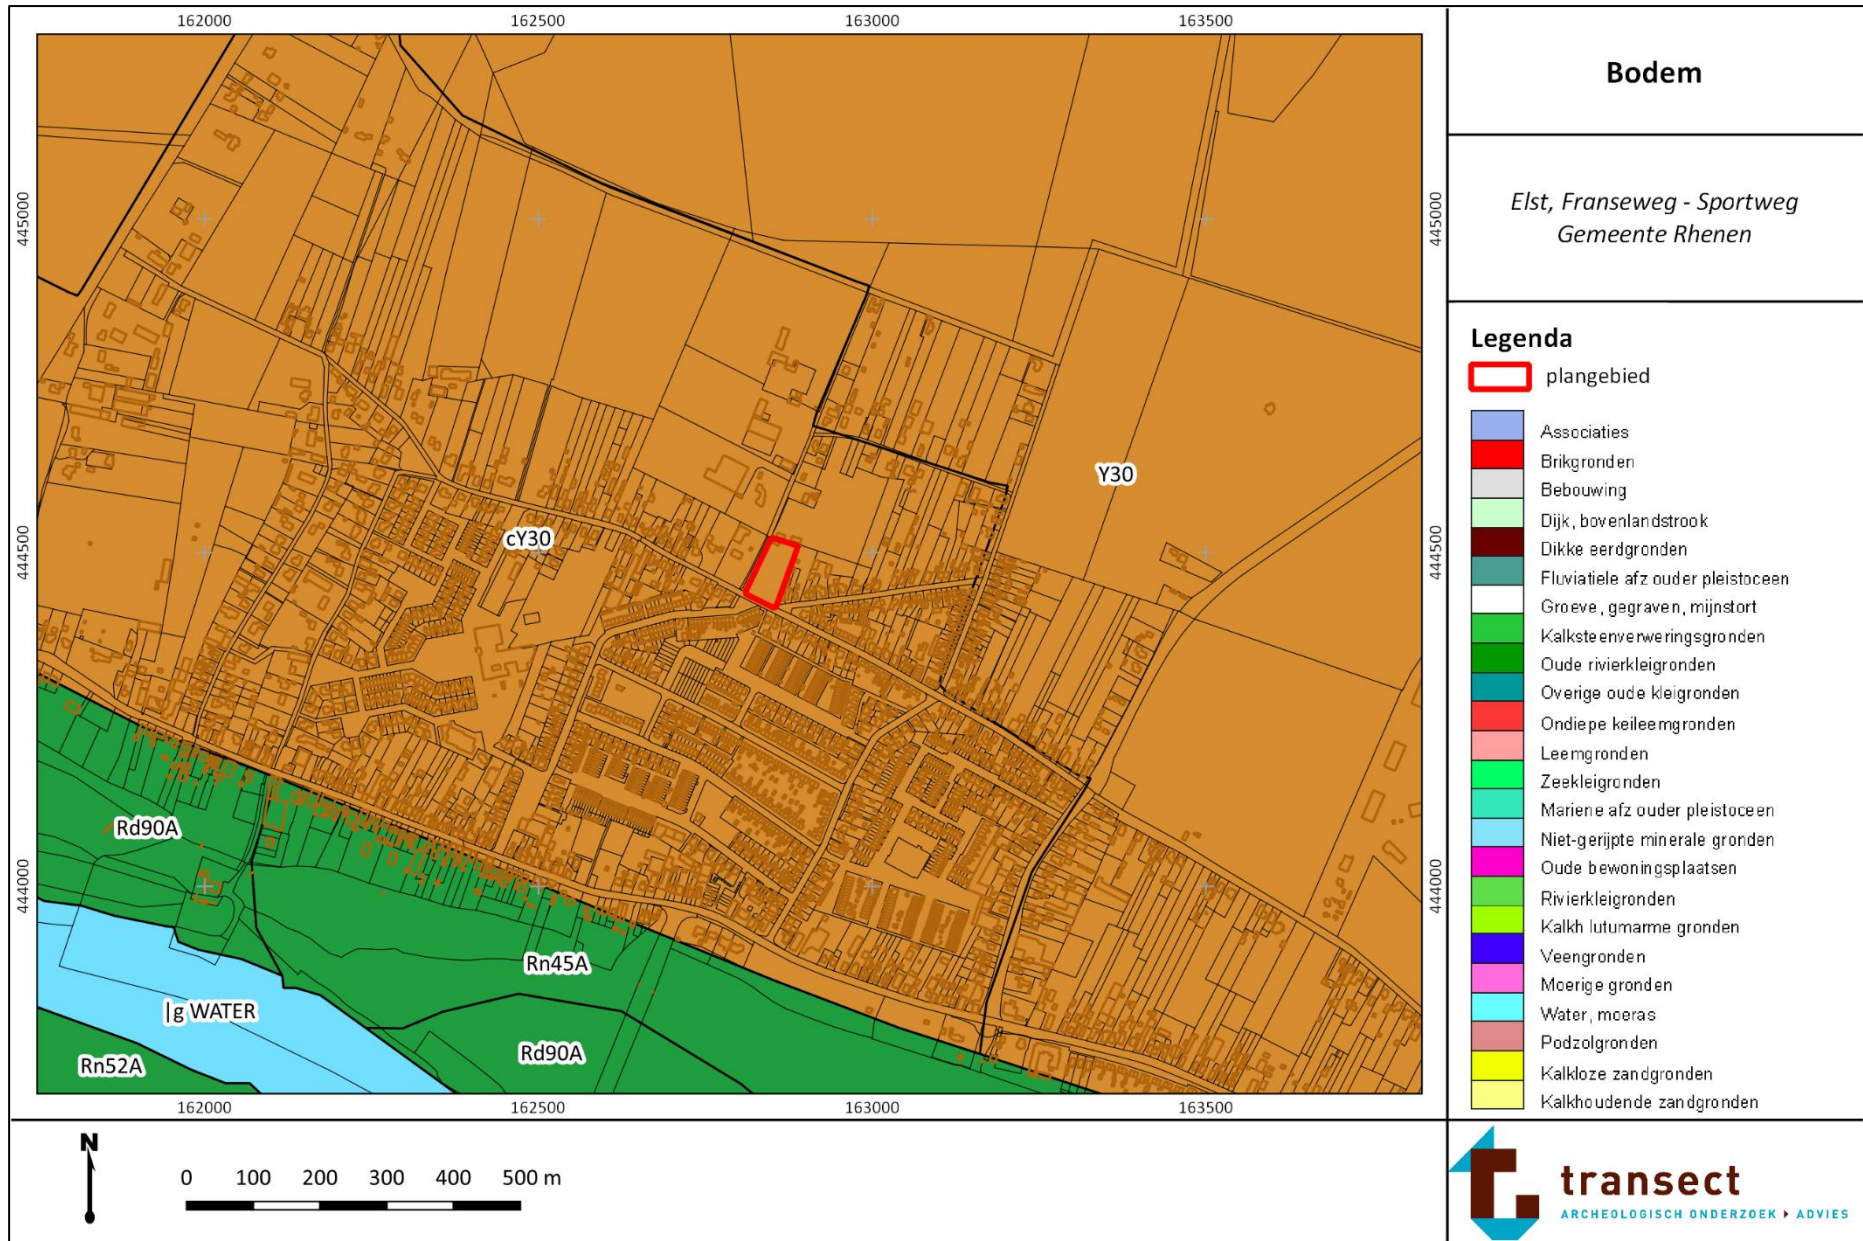 162000
162500
163000
163500
445000
444500
444000
445000
444500
444000
Y30
cY30
Rd90A
Rn45A
|g WATER
Rd90A
Rn52A
162000
162500
163000
163500
N
0 100 200 300 400 500 m
Bodem
Elst, Franseweg - Sportweg
Gemeente Rhenen
Legenda
plangebied
Associaties
Brikgronden
Bebouwing
Dijk, bovenlandstrook
Dikke eerdgronden
Fluviatiele afz ouder pleistoceen
Groeve, gegraven, mijnstort
Kalksteenverweringsgronden
Oude rivierkleigronden
Overige oude kleigronden
Ondiepe keileemgronden
Leemgronden
Zeekleigronden
Mariene afz ouder pleistoceen
Niet-gerijpte minerale gronden
Oude bewoningsplaatsen
Rivierkleigronden
Kalkh lutumarme gronden
Veengronden
Moerige gronden
Water, moeras
Podzolgronden
Kalkloze zandgronden
Kalkhoudende zandgronden
transect
ARCHEOLOGISCH ONDERZOEK ▸ ADVIES